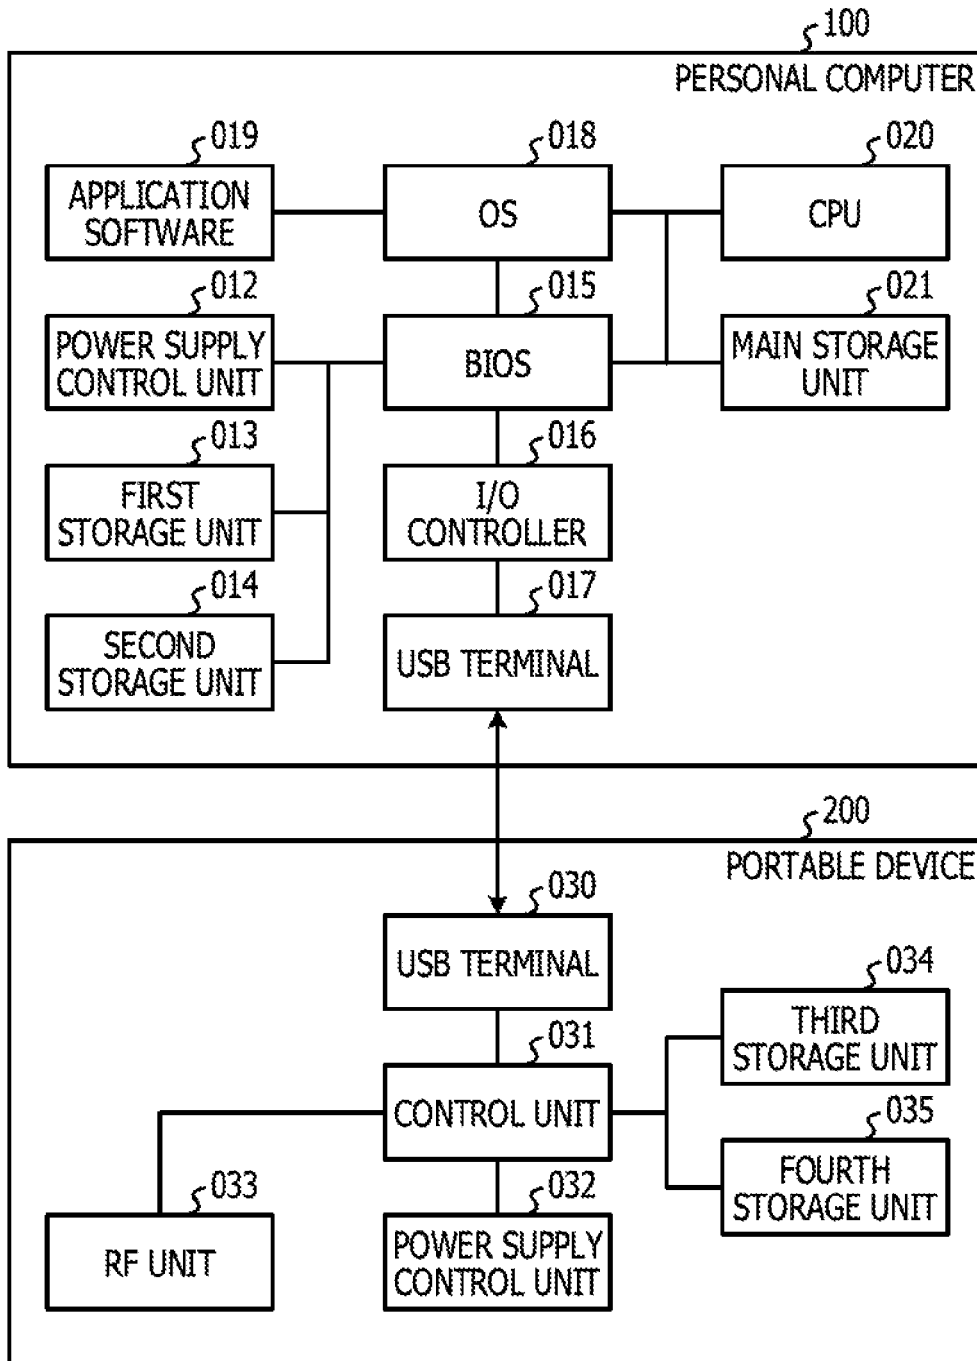 100
PERSONAL COMPUTER
019
018
020
APPLICATION
SOFTWARE
OS
CPU
012
015
021
POWER SUPPLY
CONTROL UNIT
BIOS
MAIN STORAGE
UNIT
013
016
FIRST
STORAGE UNIT
I/O
CONTROLLER
014
017
SECOND
STORAGE UNIT
USB TERMINAL
200
PORTABLE DEVICE
030
USB TERMINAL
034
THIRD
STORAGE UNIT
031
CONTROL UNIT
035
FOURTH
STORAGE UNIT
033
032
RF UNIT
POWER SUPPLY
CONTROL UNIT